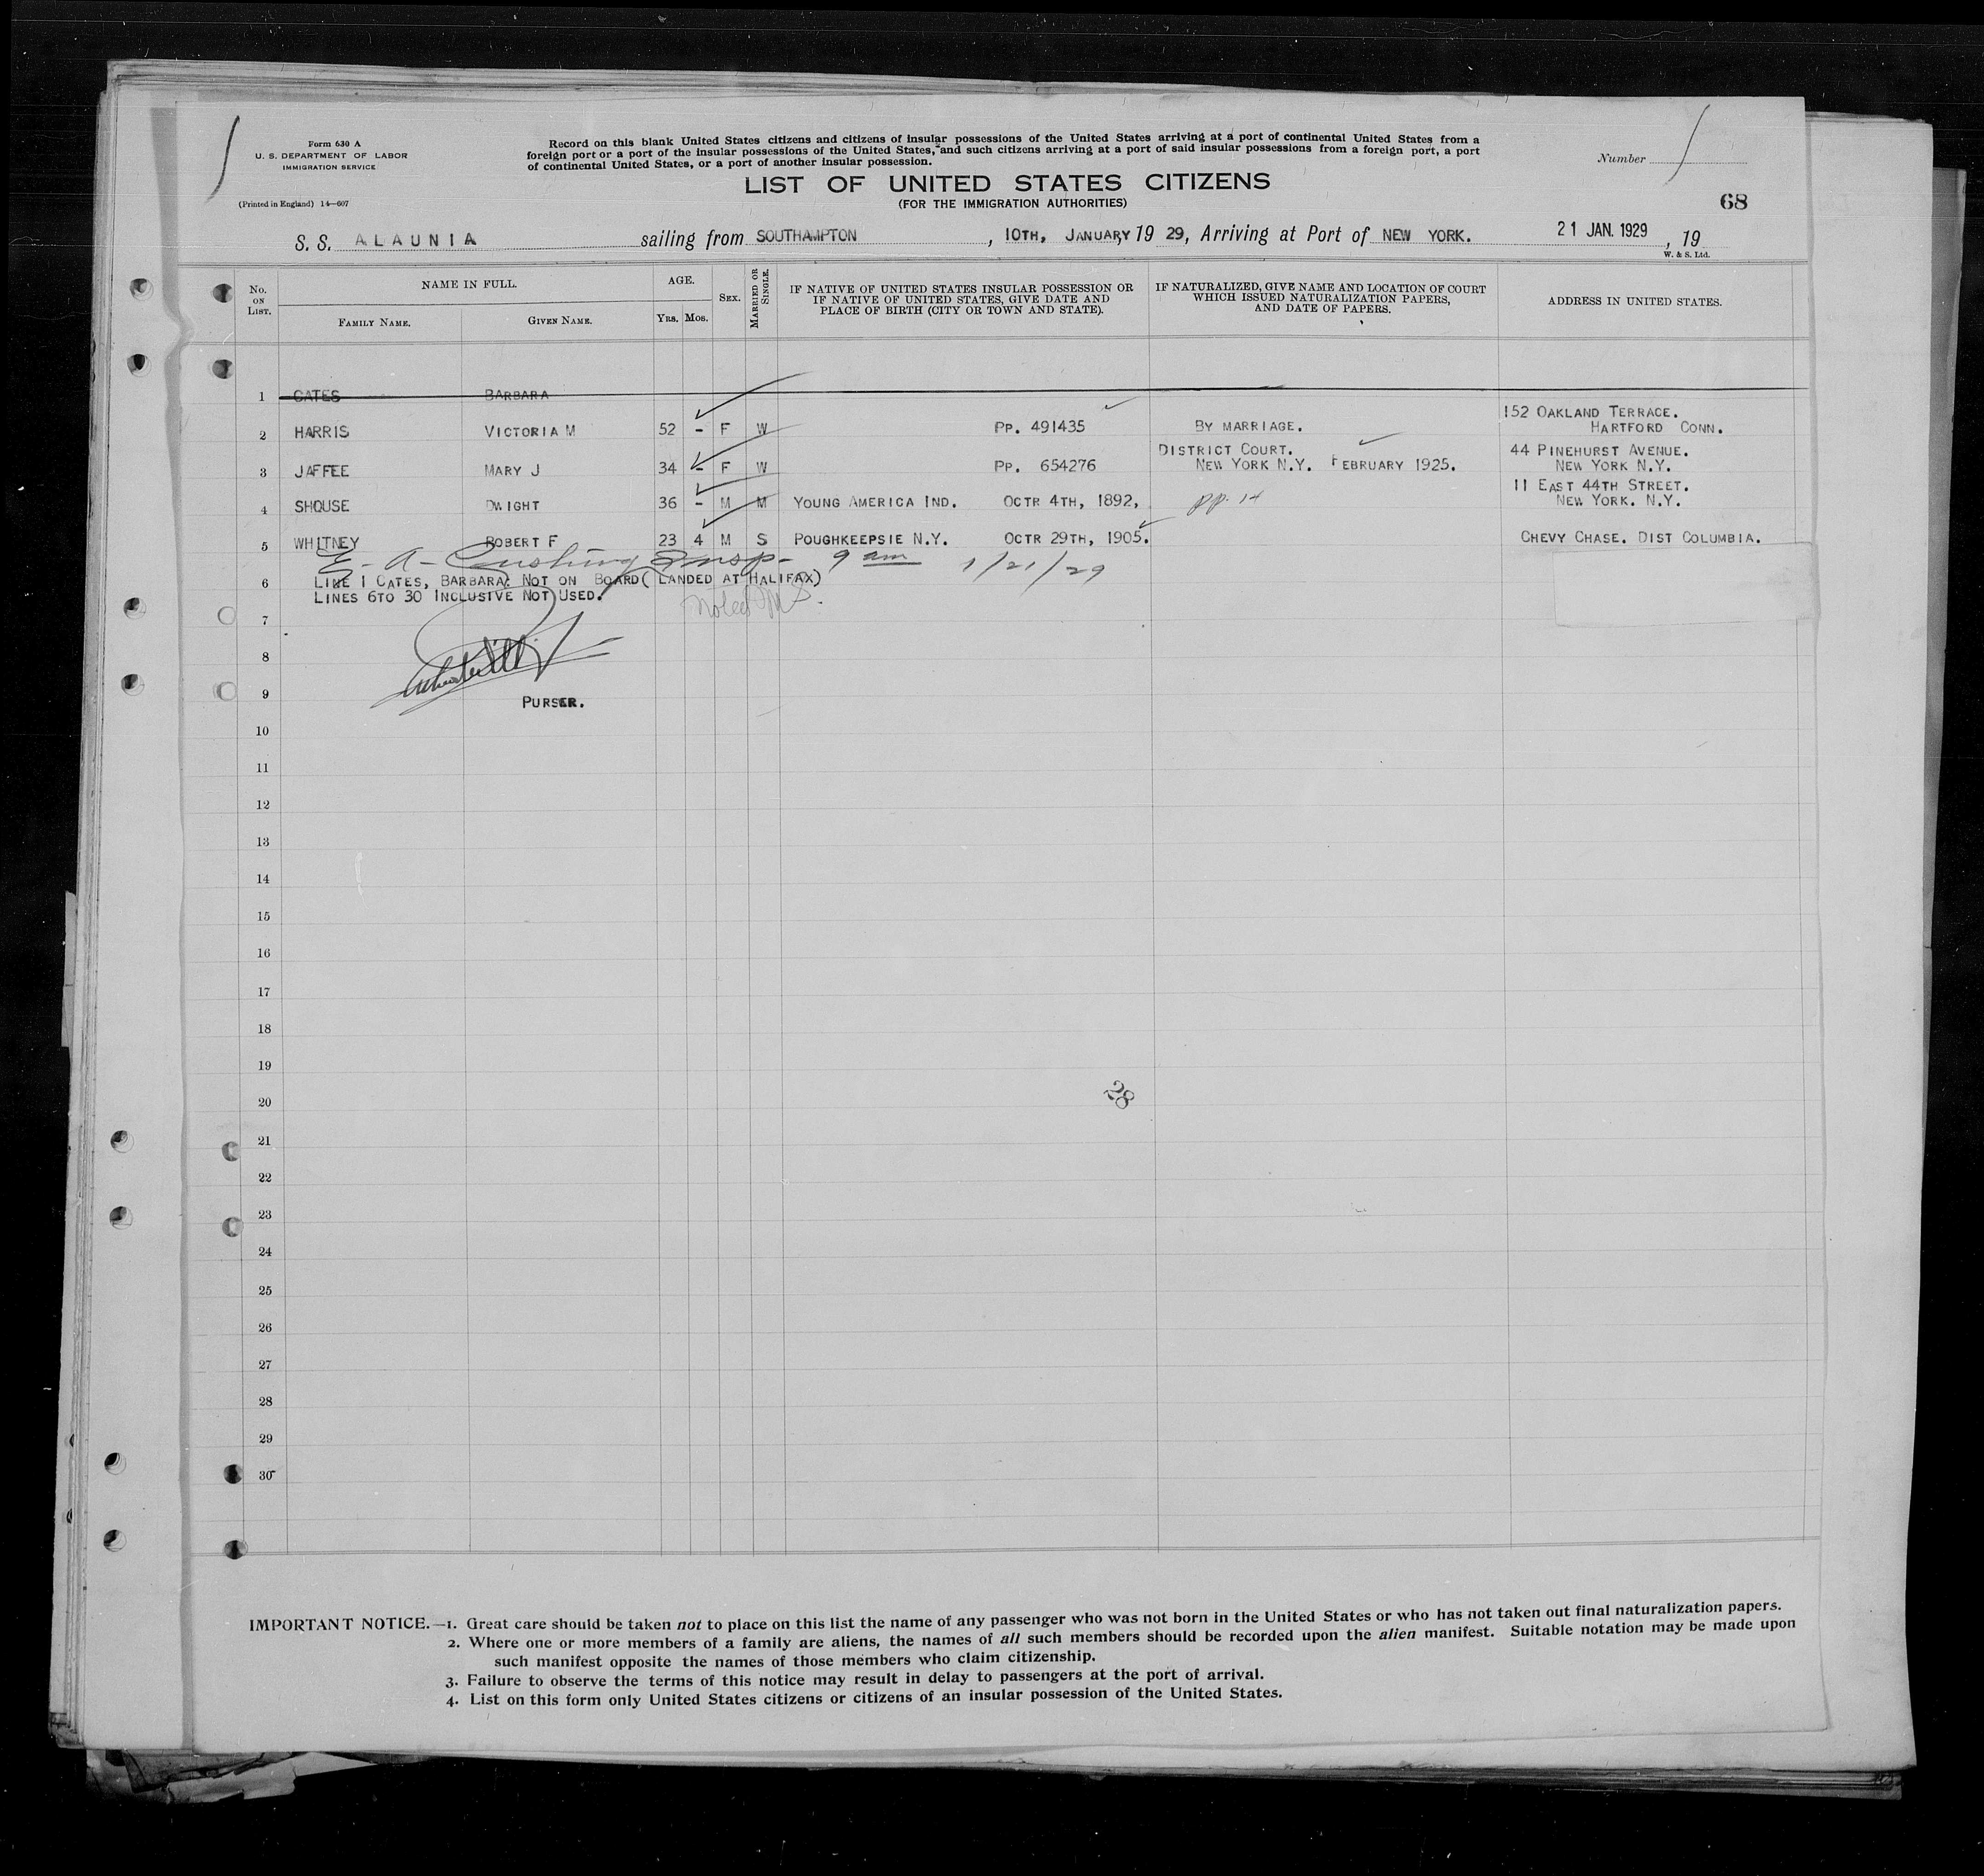 Form 630 A
U. S. DEPARTMENT OF LABOR
IMMIGRATION SERVICE
(Printed in England) 14—607
Record on this blank United States citizens and citizens of insular possessions of the United States arriving at a port of continental United States from a
foreign port or a port of the insular possessions of the United States, and such citizens arriving at a port of said insular possessions from a foreign port, a port
of continental United States, or a port of another insular possession.
Number
LIST OF UNITED STATES CITIZENS
(FOR THE IMMIGRATION AUTHORITIES)
68
S. S. ALAUNIA sailing from SOUTHAMPTON, 10TH, JANUARY 19 29, Arriving at Port of NEW YORK. 21 JAN. 1929, 19
W. & S. Ltd.
No. ON LIST.
NAME IN FULL.
FAMILY NAME.
GIVEN NAME.
AGE.
YRS. MOS.
SEX.
MARRIED OR SINGLE.
IF NATIVE OF UNITED STATES INSULAR POSSESSION OR
IF NATIVE OF UNITED STATES, GIVE DATE AND
PLACE OF BIRTH (CITY OR TOWN AND STATE).
IF NATURALIZED, GIVE NAME AND LOCATION OF COURT
WHICH ISSUED NATURALIZATION PAPERS,
AND DATE OF PAPERS.
ADDRESS IN UNITED STATES.
1 CATES BARBARA
2 HARRIS VICTORIA M 52 - F W PP. 491435 BY MARRIAGE. 152 OAKLAND TERRACE.
HARTFORD CONN.
3 JAFFEE MARY J 34 - F W PP. 654276 DISTRICT COURT.
NEW YORK N.Y. FEBRUARY 1925. 44 PINEHURST AVENUE.
NEW YORK N.Y.
4 SHOUSE DWIGHT 36 - M M YOUNG AMERICA IND. OCTR 4TH, 1892, pp. 14 11 EAST 44TH STREET.
NEW YORK. N.Y.
5 WHITNEY ROBERT F 23 4 M S POUGHKEEPSIE N.Y. OCTR 29TH, 1905. CHEVY CHASE. DIST COLUMBIA.
E. A. Cushing Insp. 9 am 1/21/29
6 LINE 1 CATES, BARBARA: NOT ON BOARD( LANDED AT HALIFAX)
LINES 6TO 30 INCLUSIVE NOT USED.
noted
7
8
9
PURSER.
10
11
12
13
14
15
16
17
18
19
28
20
21
22
23
24
25
26
27
28
29
30
IMPORTANT NOTICE.—1. Great care should be taken not to place on this list the name of any passenger who was not born in the United States or who has not taken out final naturalization papers.
2. Where one or more members of a family are aliens, the names of all such members should be recorded upon the alien manifest. Suitable notation may be made upon
such manifest opposite the names of those members who claim citizenship.
3. Failure to observe the terms of this notice may result in delay to passengers at the port of arrival.
4. List on this form only United States citizens or citizens of an insular possession of the United States.